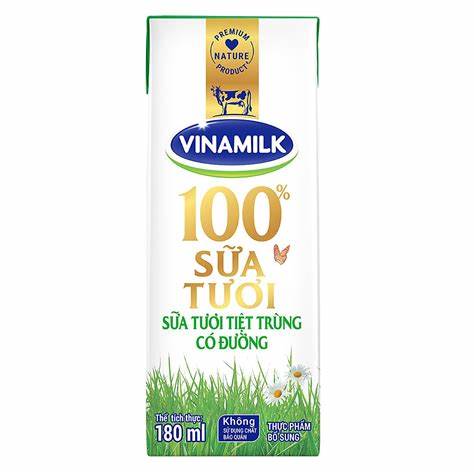 PREMIUM
NATURE
PRODUCT
VINAMILK
100%
SỮA
TƯƠI
SỮA TƯƠI TIỆT TRÙNG
CÓ ĐƯỜNG
Thể tích thực:
180 ml
Không
SỬ DỤNG CHẤT
BẢO QUẢN
THỰC PHẨM
BỔ SUNG